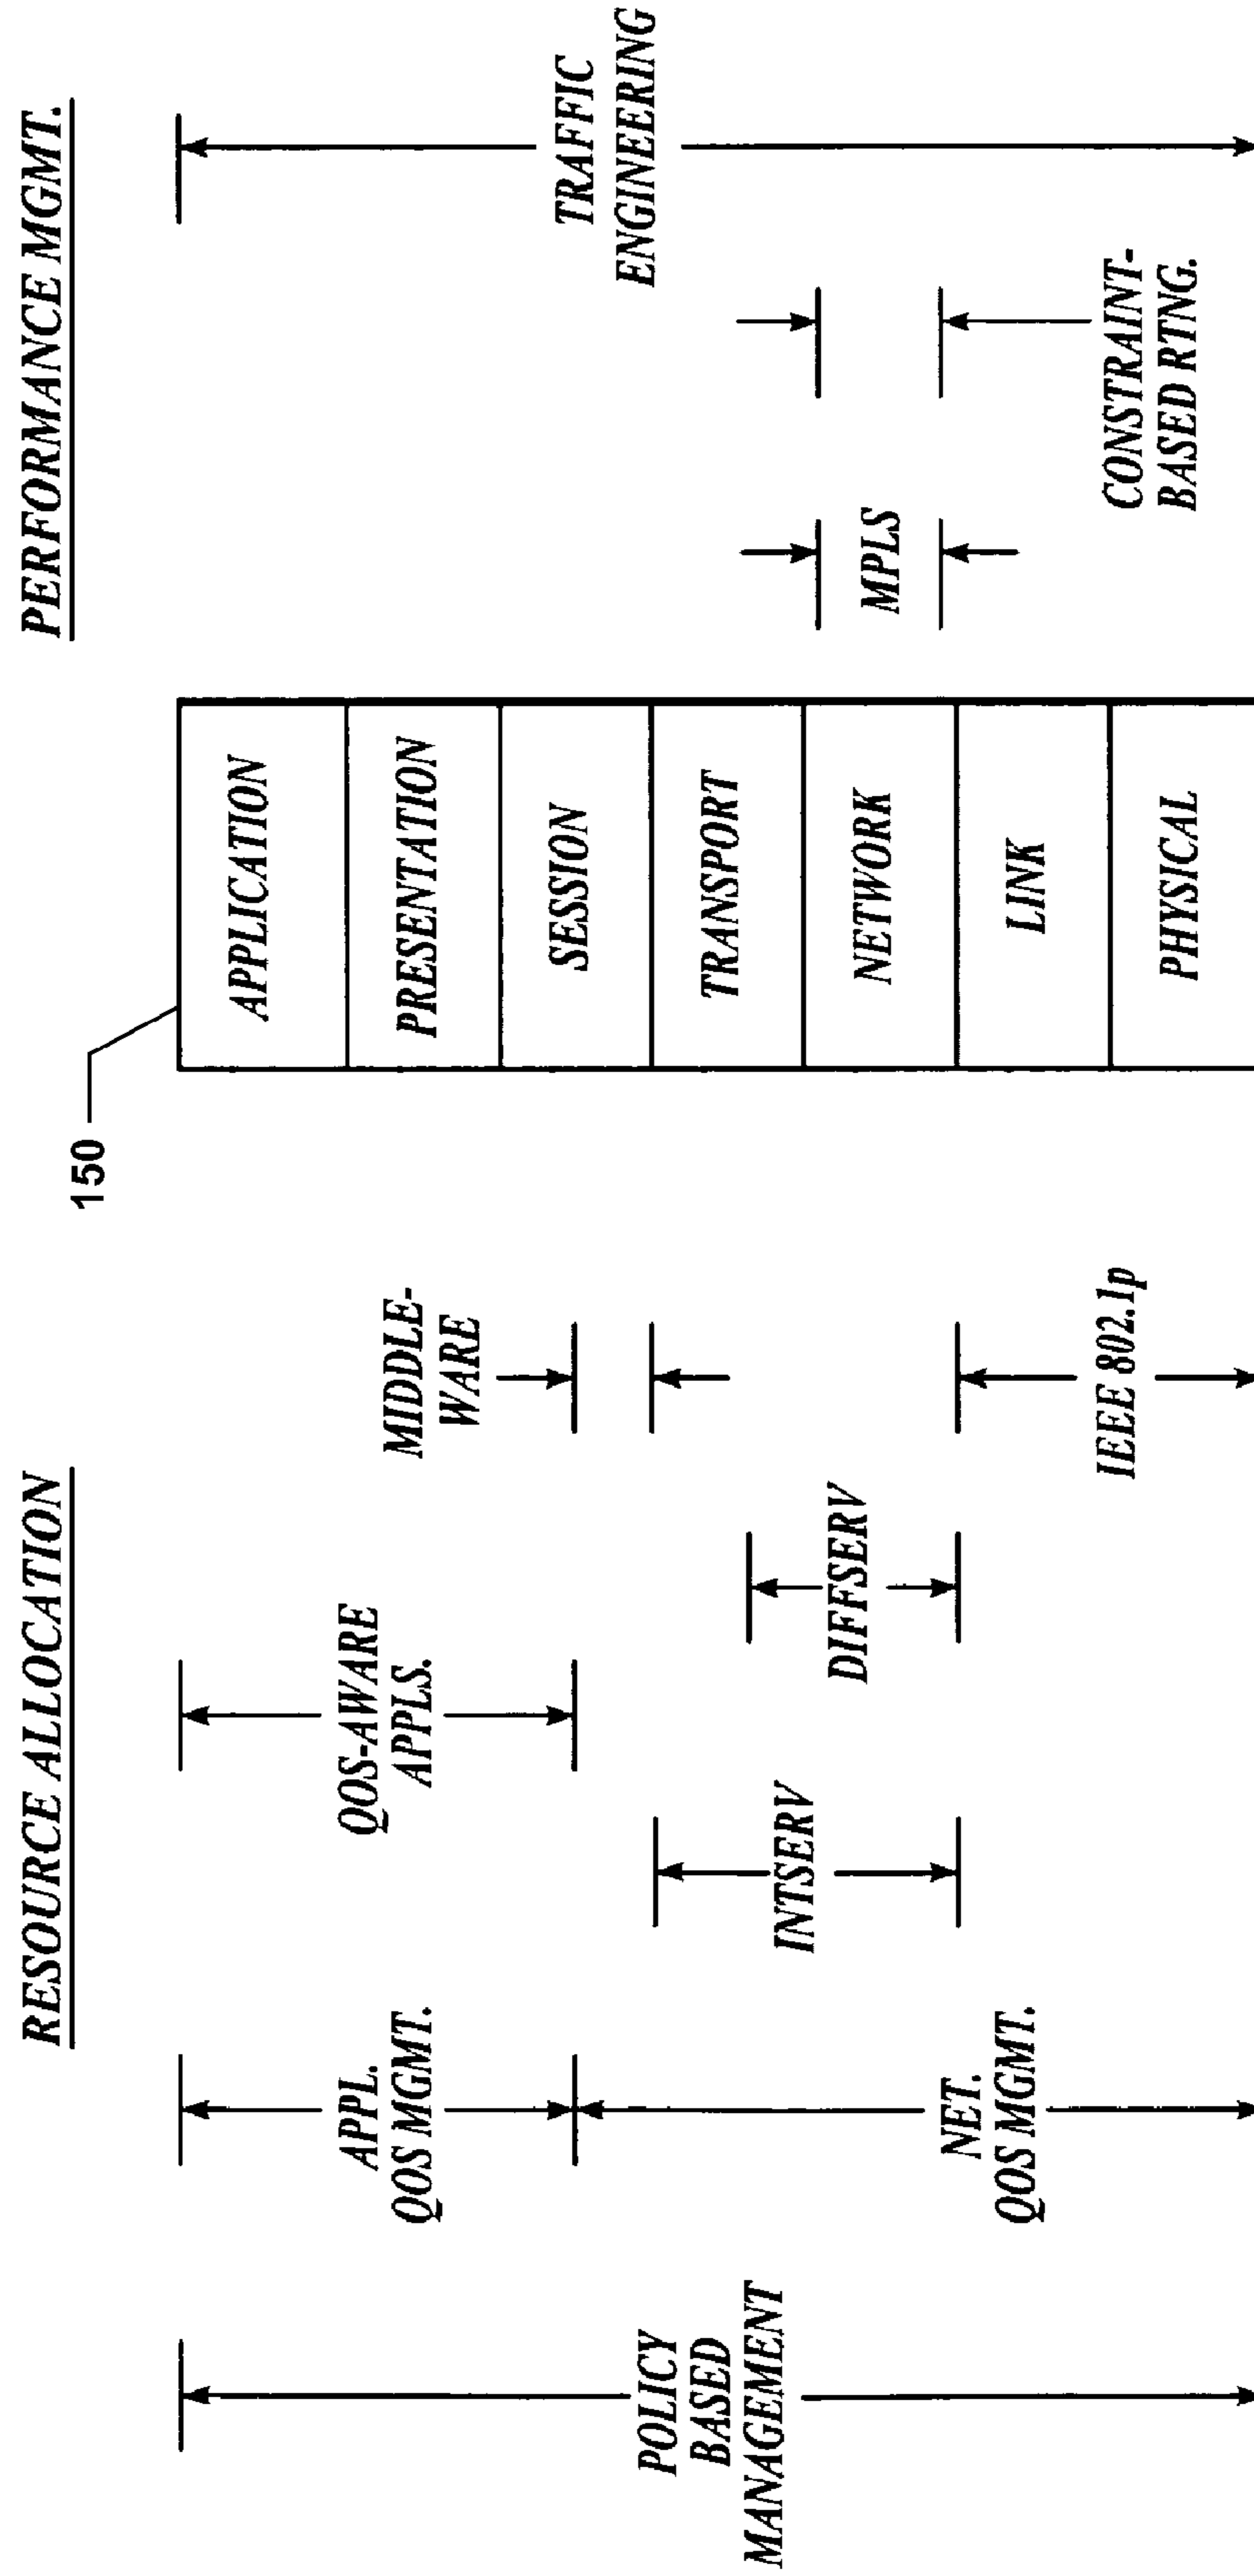 RESOURCE ALLOCATION
PERFORMANCE MGMT.
150
POLICY
BASED
MANAGEMENT
APPL.
QOS MGMT.
NET.
QOS MGMT.
INTSERV
QOS-AWARE
APPLS.
DIFFSERV
MIDDLE-
WARE
IEEE 802.1p
APPLICATION
PRESENTATION
SESSION
TRANSPORT
NETWORK
LINK
PHYSICAL
MPLS
CONSTRAINT-
BASED RTNG.
TRAFFIC
ENGINEERING